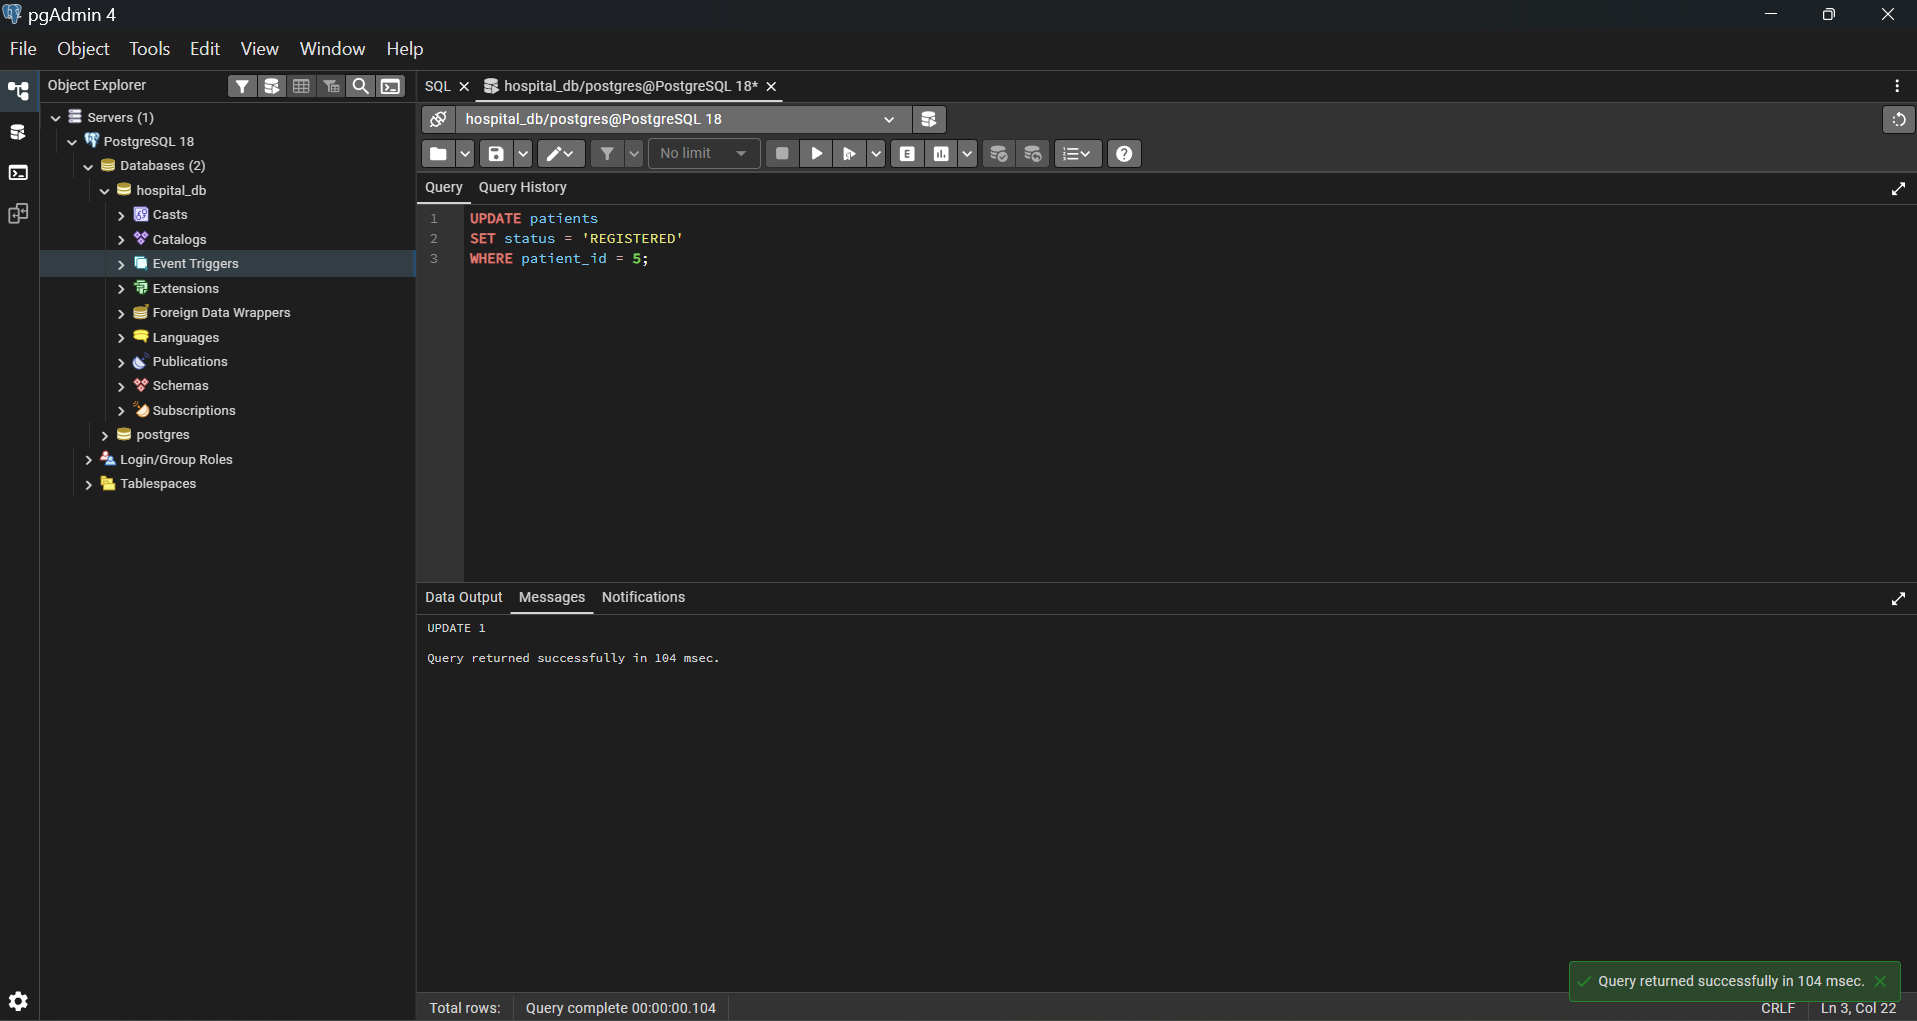 pgAdmin 4
File Object Tools Edit View Window Help
Object Explorer
SQL
hospital_db/postgres@PostgreSQL 18*
Servers (1)
PostgreSQL 18
Databases (2)
hospital_db
Casts
Catalogs
Event Triggers
Extensions
Foreign Data Wrappers
Languages
Publications
Schemas
Subscriptions
postgres
Login/Group Roles
Tablespaces
hospital_db/postgres@PostgreSQL 18
No limit
E
Query Query History
1 UPDATE patients
2 SET status = 'REGISTERED'
3 WHERE patient_id = 5;
Data Output Messages Notifications
UPDATE 1
Query returned successfully in 104 msec.
Query returned successfully in 104 msec.
Total rows: Query complete 00:00:00.104 CRLF Ln 3, Col 22